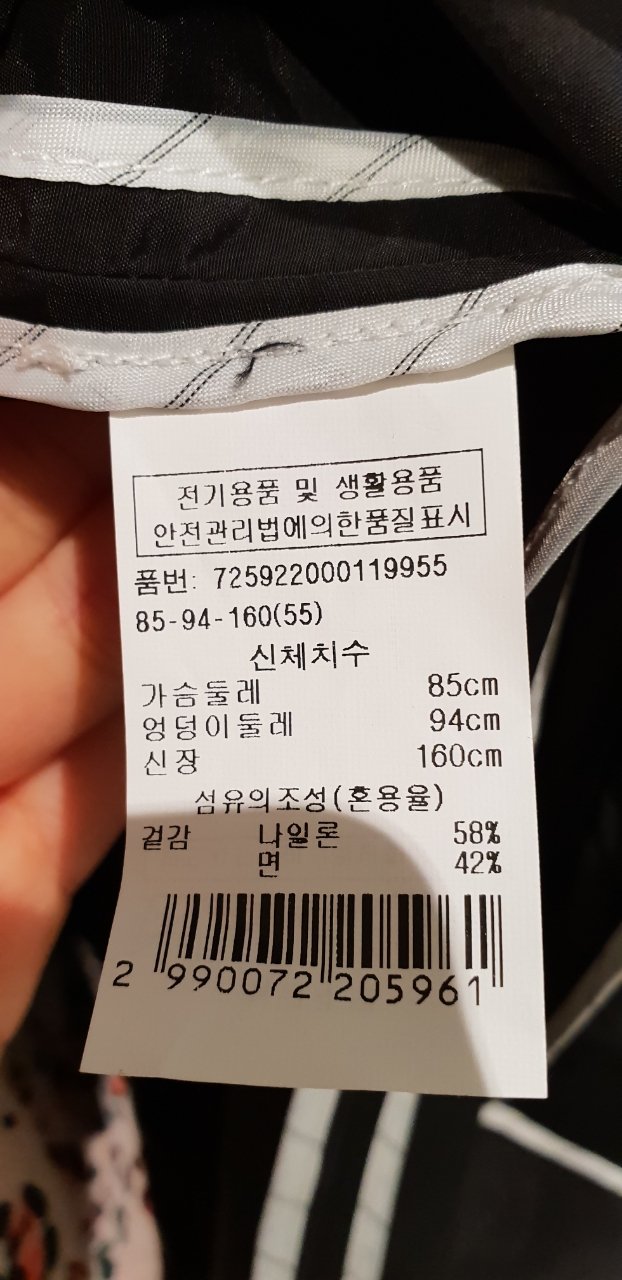 전기용품 및 생활용품
안전관리법에의한품질표시
품번: 725922000119955
85-94-160(55)
신체치수
가슴둘레 85cm
엉덩이둘레 94cm
신장 160cm
섬유의조성(혼용율)
겉감 나일론 58%
면 42%
2 990072 205961